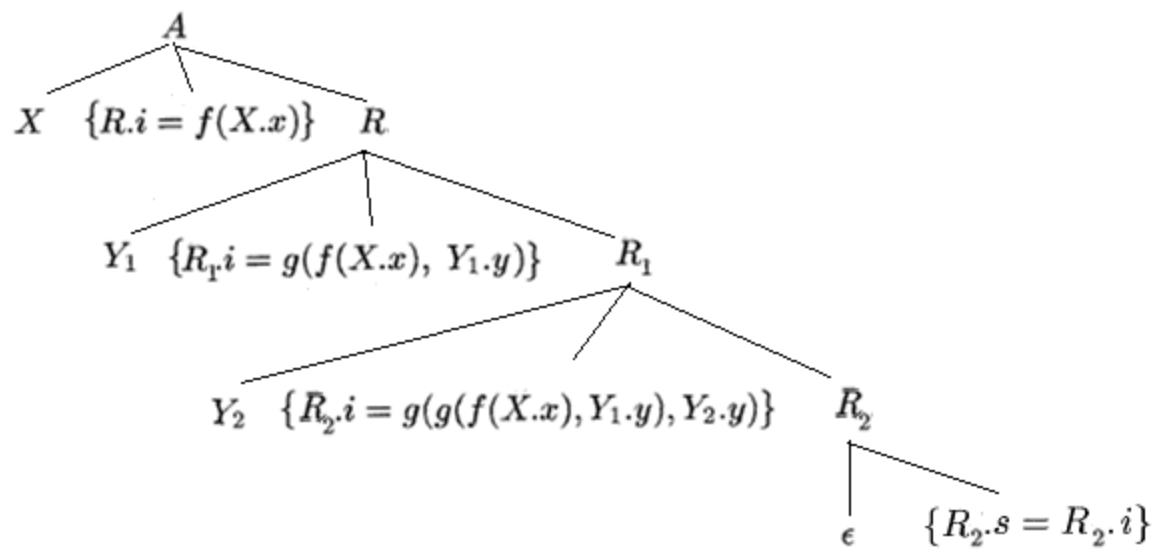 A
X {R.i = f(X.x)} R
Y₁ {R₁.i = g(f(X.x), Y₁.y)} R₁
Y₂ {R₂.i = g(g(f(X.x), Y₁.y), Y₂.y)} R₂
ϵ {R₂.s = R₂.i}